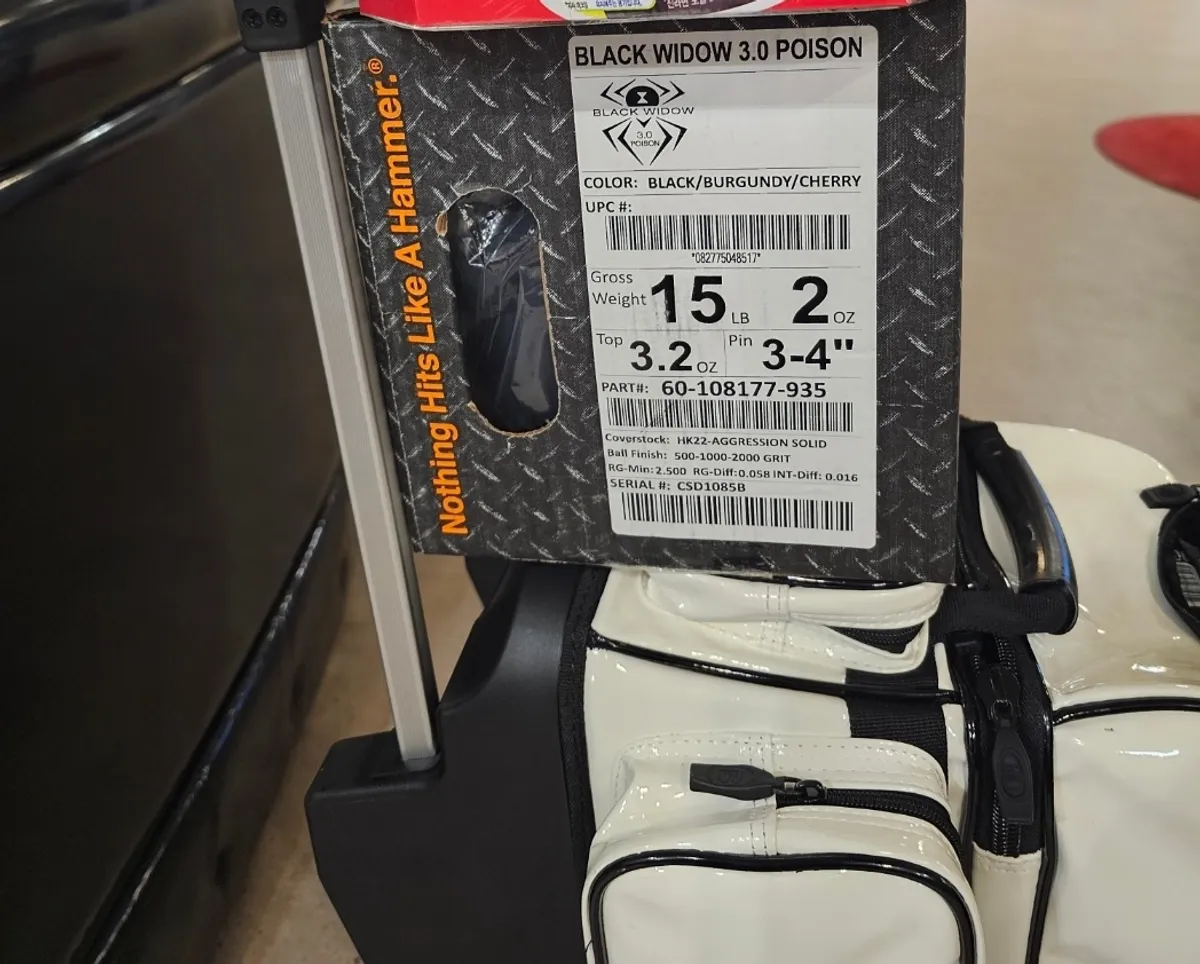 BLACK WIDOW 3.0 POISON
BLACK WIDOW
3.0
POISON
COLOR: BLACK/BURGUNDY/CHERRY
UPC #:
*082775048517*
Gross Weight 15 LB 2 OZ
Top 3.2 OZ Pin 3-4"
PART#: 60-108177-935
Coverstock: HK22-AGGRESSION SOLID
Ball Finish: 500-1000-2000 GRIT
RG-Min: 2.500 RG-Diff: 0.058 INT-Diff: 0.016
SERIAL #: CSD1085B
Nothing Hits Like A Hammer.®